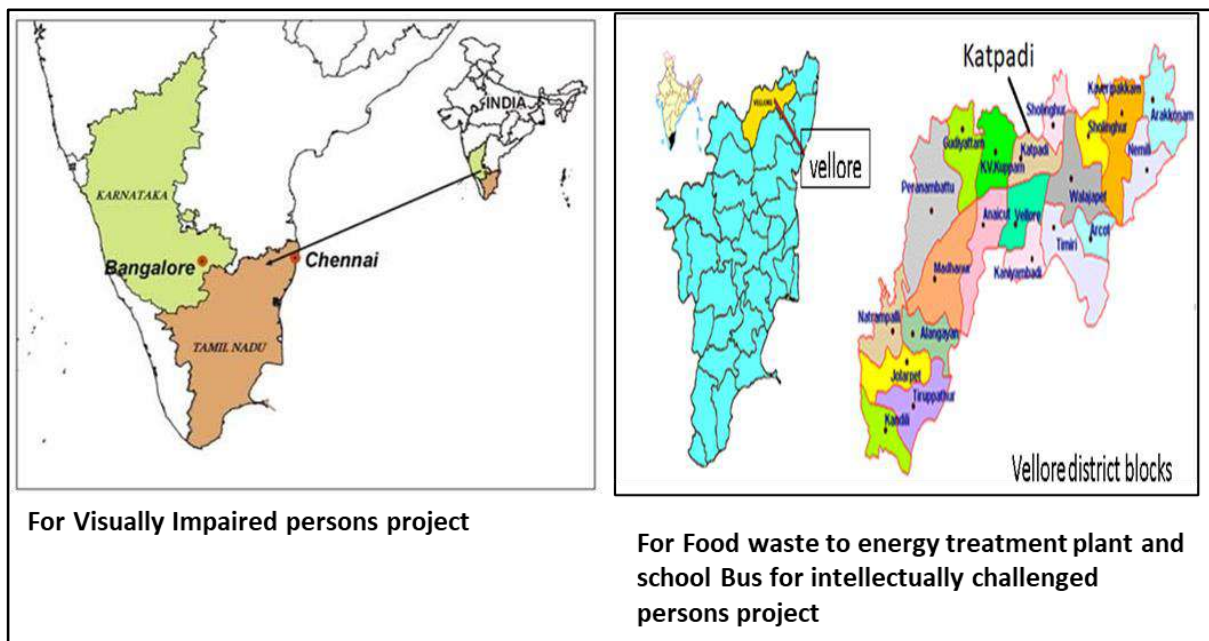 INDIA
KARNATAKA
Bangalore
Chennai
TAMIL NADU
For Visually Impaired persons project
VELLORE
vellore
Katpadi
Kaveripakkam
Sholinghur
Sholinghur
Arakkonam
Gudiyattam
K.V.Kuppam
Katpadi
Nemili
Peranambattu
Walajapet
Anaicut
Vellore
Arcot
Timiri
Madhanur
Kaniyambadi
Natrampalli
Alangayan
Jolarpet
Tiruppathur
Kandili
Vellore district blocks
For Food waste to energy treatment plant and
school Bus for intellectually challenged
persons project